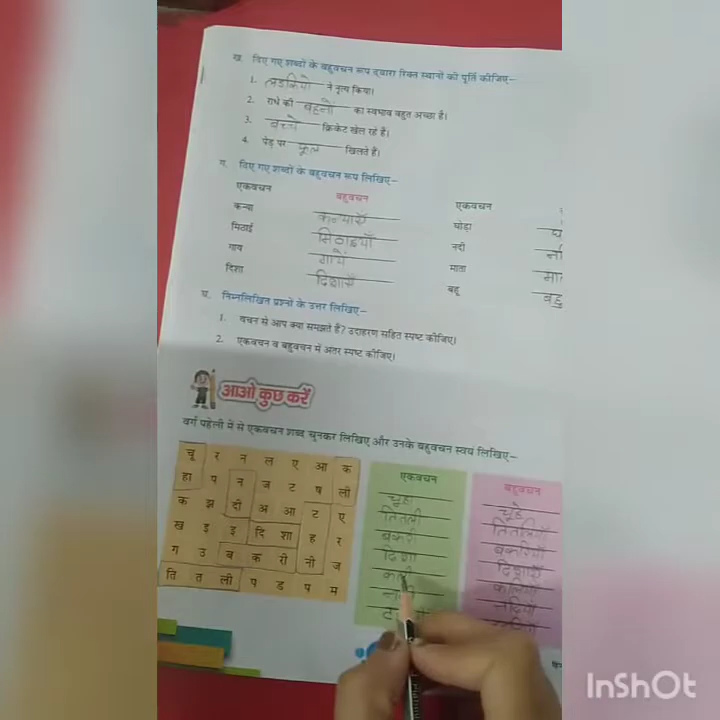 ख. दिए गए शब्दों के बहुवचन रूप द्वारा रिक्त स्थानों की पूर्ति कीजिए–
1. लड़कियों ने नृत्य किया।
2. राधे की बहनों का स्वभाव बहुत अच्छा है।
3. बच्चे क्रिकेट खेल रहे हैं।
4. पेड़ पर फूल खिलते हैं।
ग. दिए गए शब्दों के बहुवचन रूप लिखिए–
एकवचन बहुवचन एकवचन
कन्या कन्याएँ घोड़ा
मिठाई मिठाइयाँ नदी
गाय गायें माता
दिशा दिशाएँ बहू
घ. निम्नलिखित प्रश्नों के उत्तर लिखिए–
1. वचन से आप क्या समझते हैं? उदाहरण सहित स्पष्ट कीजिए।
2. एकवचन व बहुवचन में अंतर स्पष्ट कीजिए।
आओ कुछ करें
वर्ग पहेली में से एकवचन शब्द चुनकर लिखिए और उनके बहुवचन स्वयं लिखिए–
चू र न ल ए आ क
हा प न ज ट ष ली
क झ दी अ आ ट ए
ख इ इ दि शा ह र
ग उ ब क री नी ज
ति त ली प ड प म
एकवचन बहुवचन
चूहा चूहे
तितली तितलियाँ
बकरी बकरियाँ
दिशा दिशाएँ
कलियाँ
नदियाँ
InShOt